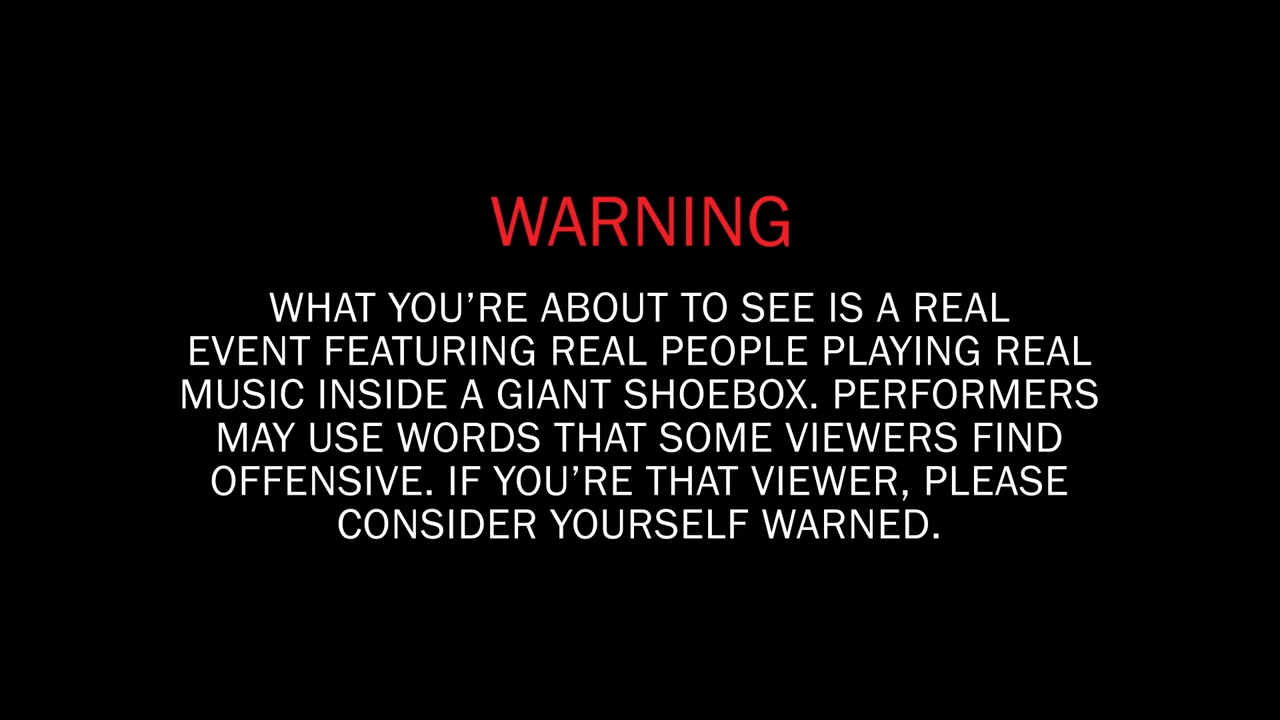 WARNING
WHAT YOU’RE ABOUT TO SEE IS A REAL
EVENT FEATURING REAL PEOPLE PLAYING REAL
MUSIC INSIDE A GIANT SHOEBOX. PERFORMERS
MAY USE WORDS THAT SOME VIEWERS FIND
OFFENSIVE. IF YOU’RE THAT VIEWER, PLEASE
CONSIDER YOURSELF WARNED.